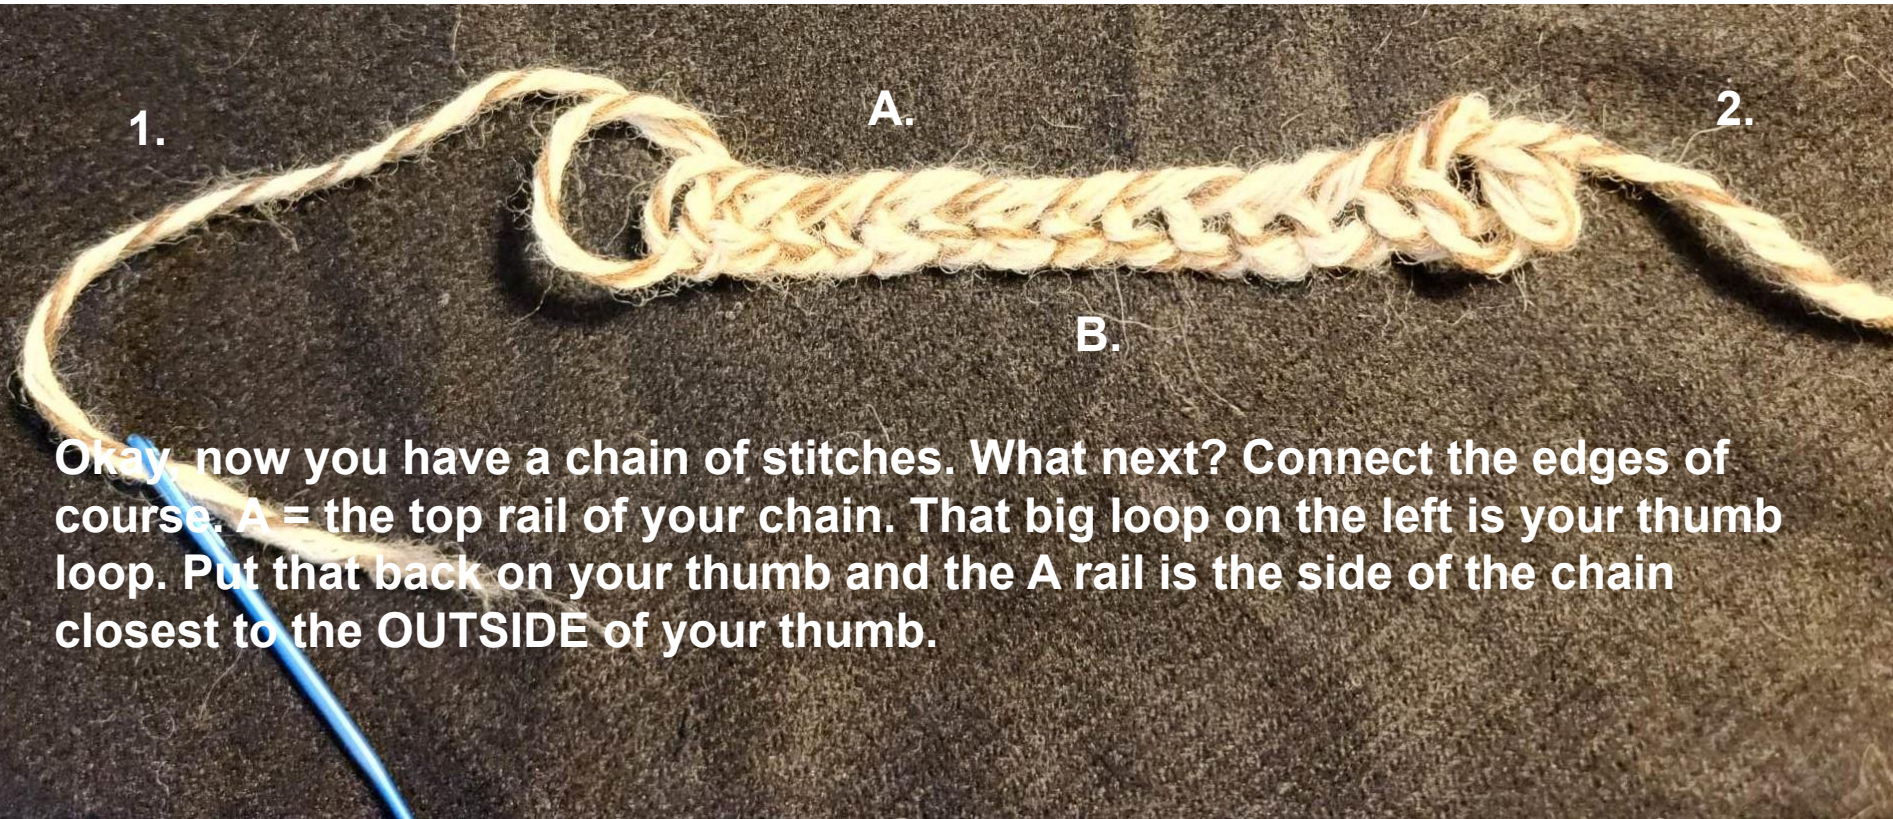 1.
A.
2.
B.
Okay, now you have a chain of stitches. What next? Connect the edges of
course. A = the top rail of your chain. That big loop on the left is your thumb
loop. Put that back on your thumb and the A rail is the side of the chain
closest to the OUTSIDE of your thumb.